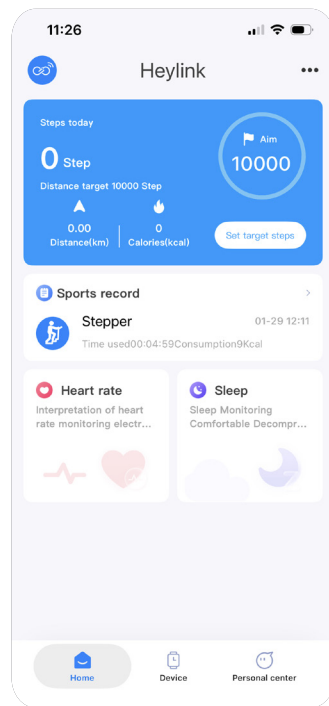 11:26
Heylink
Steps today
0 Step
Aim
10000
Distance target 10000 Step
0.00
Distance(km)
0
Calories(kcal)
Set target steps
Sports record
Stepper
01-29 12:11
Time used00:04:59Consumption9Kcal
Heart rate
Interpretation of heart
rate monitoring electr...
Sleep
Sleep Monitoring
Comfortable Decompr...
Home
Device
Personal center